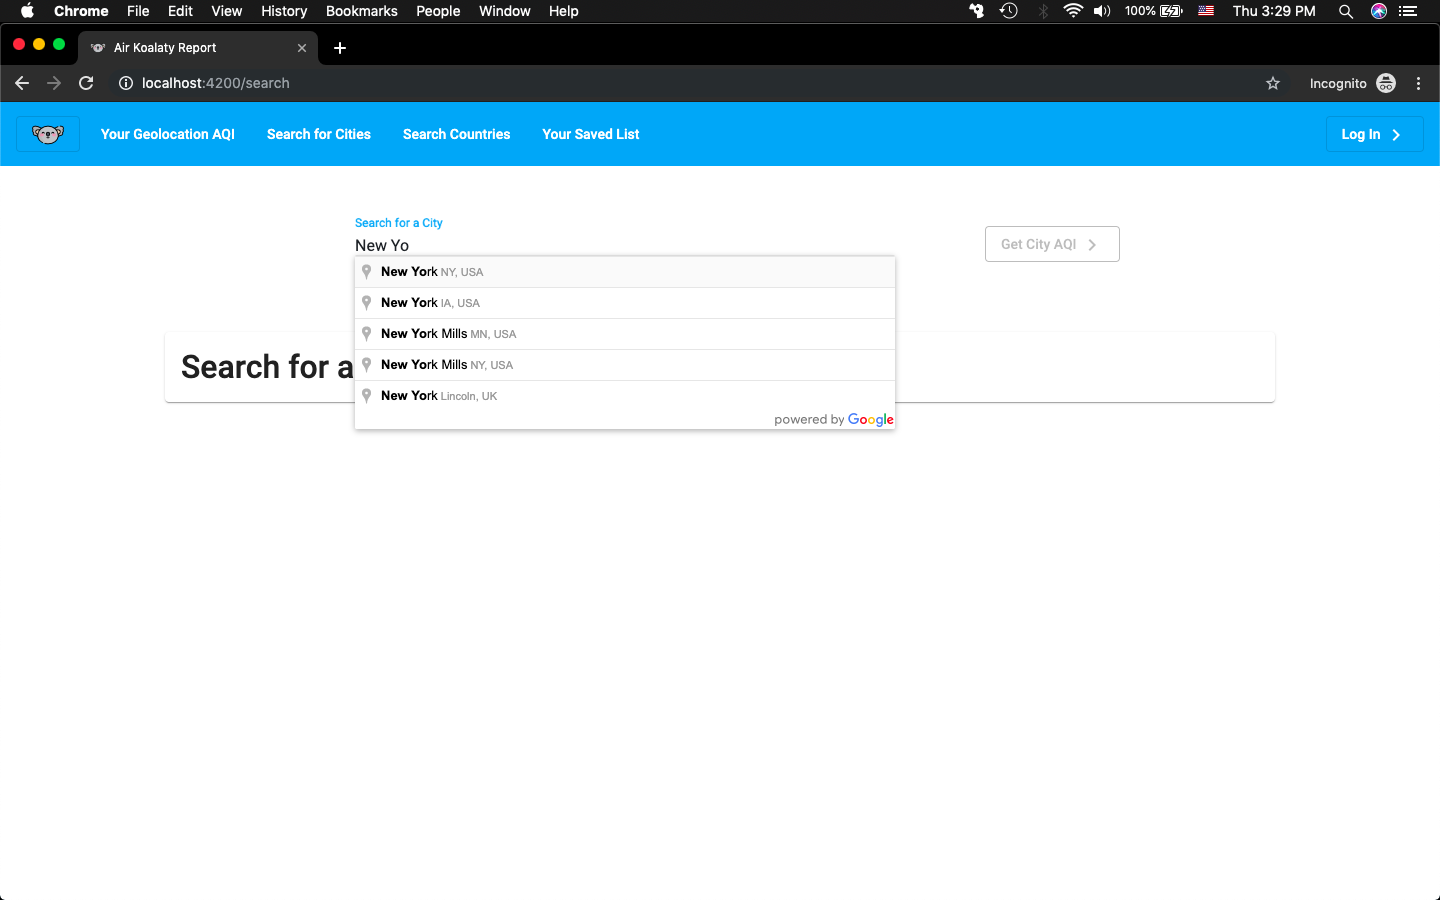 Chrome File Edit View History Bookmarks People Window Help 100% Thu 3:29 PM
Air Koalaty Report
localhost:4200/search Incognito
Your Geolocation AQI Search for Cities Search Countries Your Saved List Log In
Search for a City
New Yo
Get City AQI
New York NY, USA
New York IA, USA
New York Mills MN, USA
New York Mills NY, USA
Search for a
New York Lincoln, UK
powered by Google